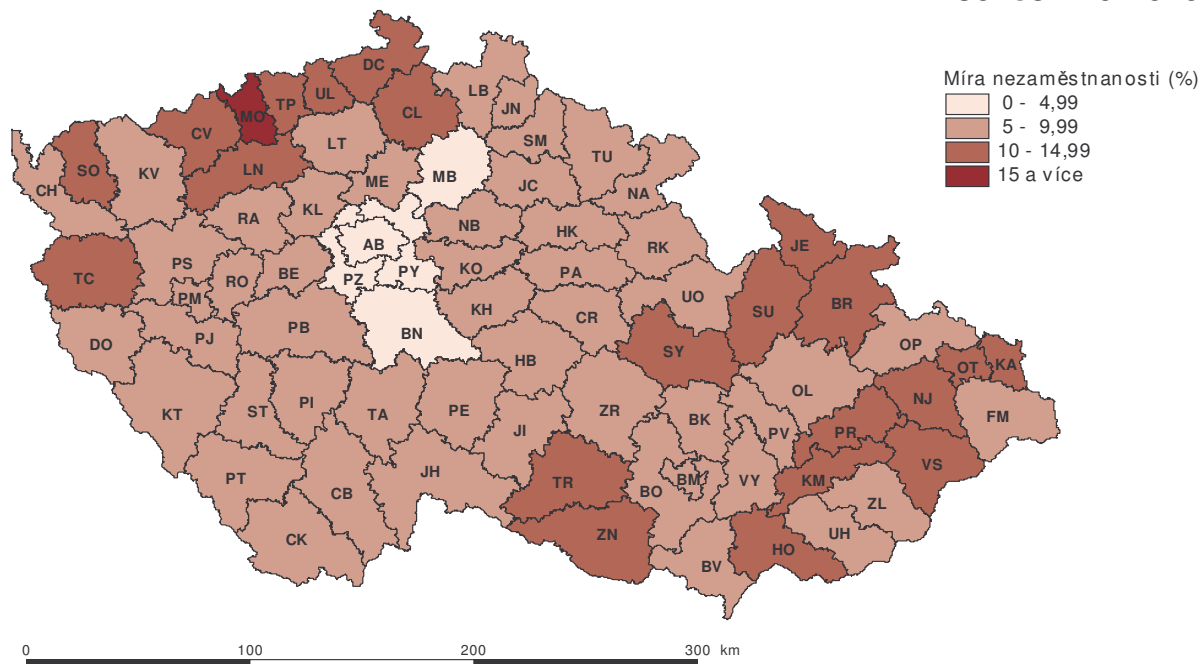 Míra nezaměstnanosti (%)
0 - 4,99
5 - 9,99
10 - 14,99
15 a více
DC
LB
JN
UL
TP
CL
MO
CV
LT
SM
TU
SO
KV
LN
ME
MB
JC
NA
CH
RA
KL
NB
HK
RK
AB
JE
TC
PS
RO
BE
PZ
PY
KO
PA
UO
SU
BR
PM
DO
PJ
PB
BN
KH
CR
SY
OP
HB
OT
KA
OL
NJ
KT
ST
PI
TA
PE
ZR
BK
FM
JI
PV
PR
VS
PT
CB
JH
TR
BO
BM
VY
KM
ZL
CK
ZN
HO
UH
BV
0 100 200 300 km